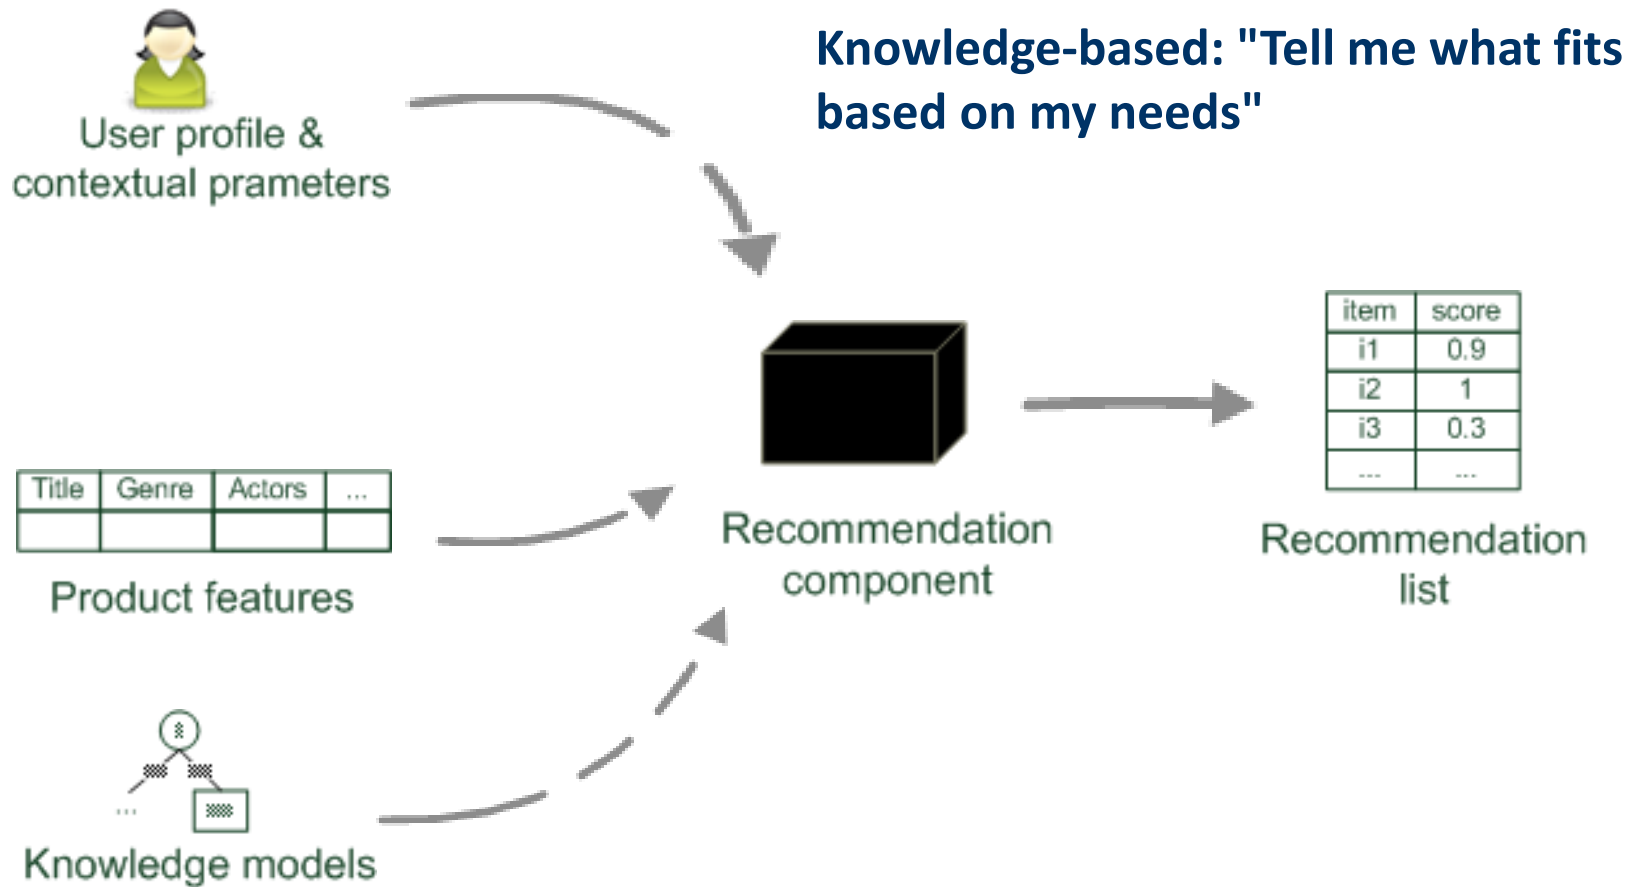 Knowledge-based: "Tell me what fits
based on my needs"
User profile &
contextual prameters
Title Genre Actors ...
Product features
...
Knowledge models
Recommendation
component
item score
i1 0.9
i2 1
i3 0.3
... ...
Recommendation
list